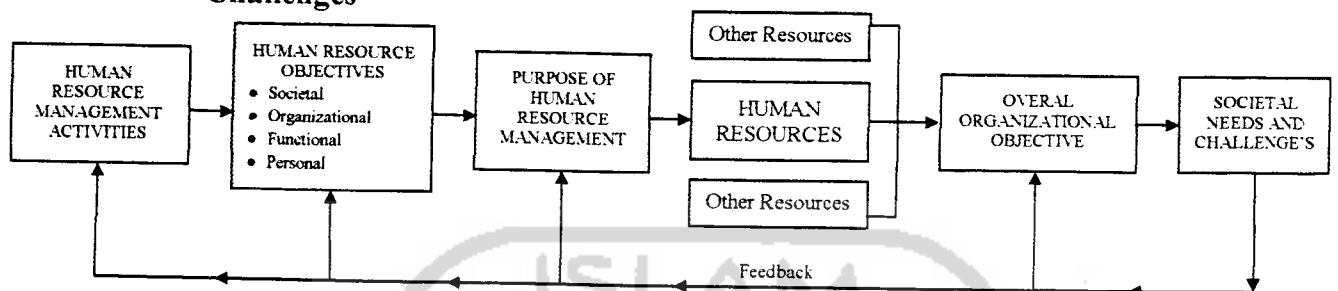 Challenges
HUMAN
RESOURCE
MANAGEMENT
ACTIVITIES
HUMAN RESOURCE
OBJECTIVES
• Societal
• Organizational
• Functional
• Personal
PURPOSE OF
HUMAN
RESOURCE
MANAGEMENT
Other Resources
HUMAN
RESOURCES
Other Resources
OVERAL
ORGANIZATIONAL
OBJECTIVE
SOCIETAL
NEEDS AND
CHALLENGE'S
Feedback
ISLAM